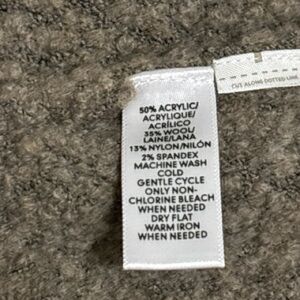 CUT ALONG DOTTED LINE
50% ACRYLIC/
ACRYLIQUE/
ACRÍLICO
35% WOOL/
LAINE/LANA
13% NYLON/NILÓN
2% SPANDEX
MACHINE WASH
COLD
GENTLE CYCLE
ONLY NON-
CHLORINE BLEACH
WHEN NEEDED
DRY FLAT
WARM IRON
WHEN NEEDED